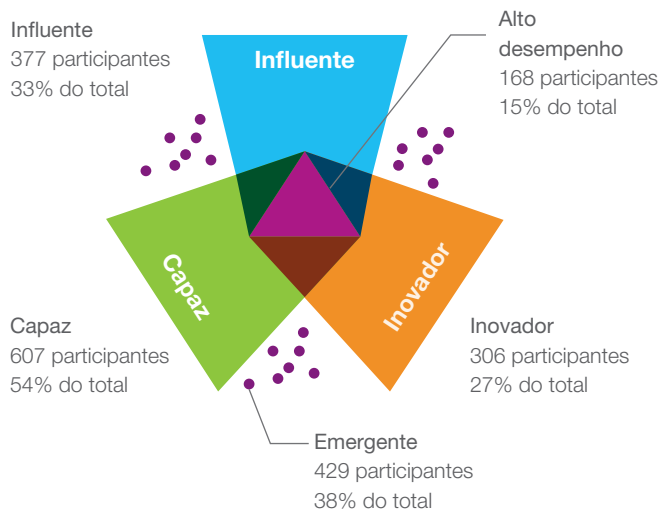 Influente
377 participantes
33% do total
Alto
desempenho
168 participantes
15% do total
Influente
Capaz
Inovador
Capaz
607 participantes
54% do total
Inovador
306 participantes
27% do total
Emergente
429 participantes
38% do total